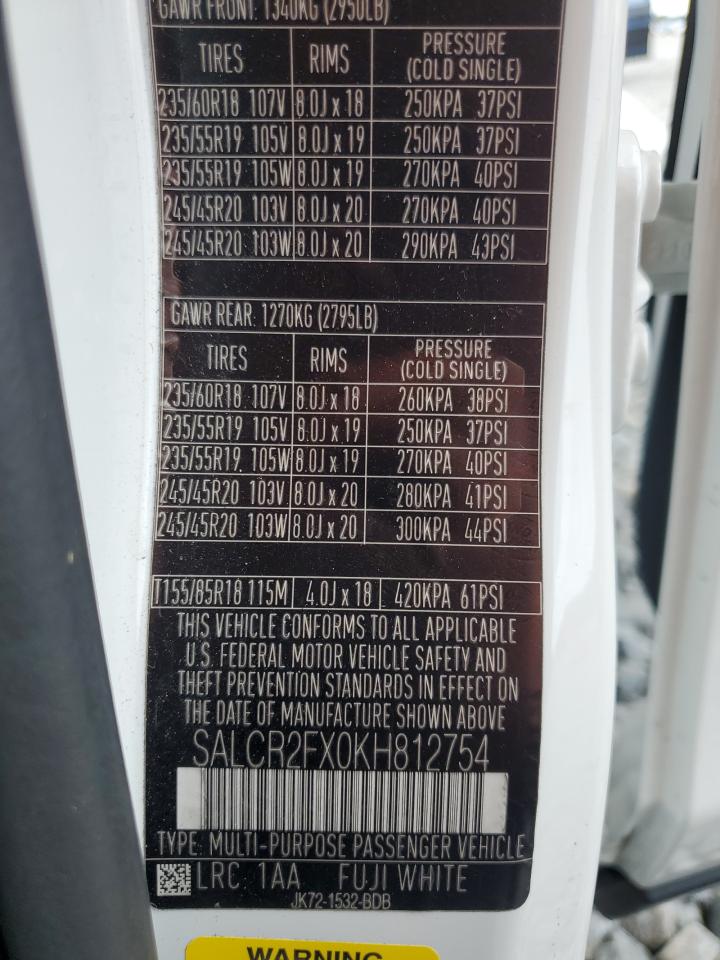 GAWR FRONT: 1340KG (2950LB)
TIRES RIMS PRESSURE (COLD SINGLE)
235/60R18 107V 8.0J x 18 250KPA 37PSI
235/55R19 105V 8.0J x 19 250KPA 37PSI
235/55R19 105W 8.0J x 19 270KPA 40PSI
245/45R20 103V 8.0J x 20 270KPA 40PSI
245/45R20 103W 8.0J x 20 290KPA 43PSI
GAWR REAR: 1270KG (2795LB)
TIRES RIMS PRESSURE (COLD SINGLE)
235/60R18 107V 8.0J x 18 260KPA 38PSI
235/55R19 105V 8.0J x 19 250KPA 37PSI
235/55R19 105W 8.0J x 19 270KPA 40PSI
245/45R20 103V 8.0J x 20 280KPA 41PSI
245/45R20 103W 8.0J x 20 300KPA 44PSI
T155/85R18 115M 4.0J x 18 420KPA 61PSI
THIS VEHICLE CONFORMS TO ALL APPLICABLE
U.S. FEDERAL MOTOR VEHICLE SAFETY AND
THEFT PREVENTION STANDARDS IN EFFECT ON
THE DATE OF MANUFACTURE SHOWN ABOVE
SALCR2FX0KH812754
TYPE: MULTI-PURPOSE PASSENGER VEHICLE
LRC 1AA FUJI WHITE
JK72-1532-BDB
WARNING